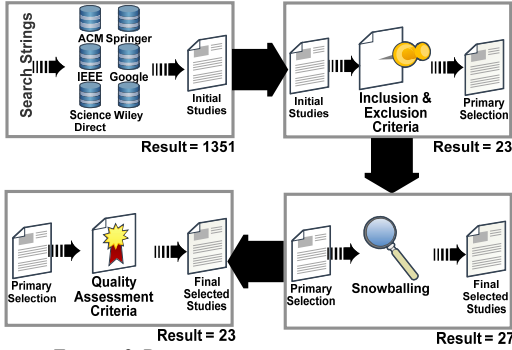 Search Strings
ACM Springer
IEEE Google
Science Wiley
Direct
Initial
Studies
Result = 1351
Initial
Studies
Inclusion &
Exclusion
Criteria
Primary
Selection
Result = 23
Primary
Selection
Quality
Assessment
Criteria
Final
Selected
Studies
Result = 23
Primary
Selection
Snowballing
Final
Selected
Studies
Result = 27